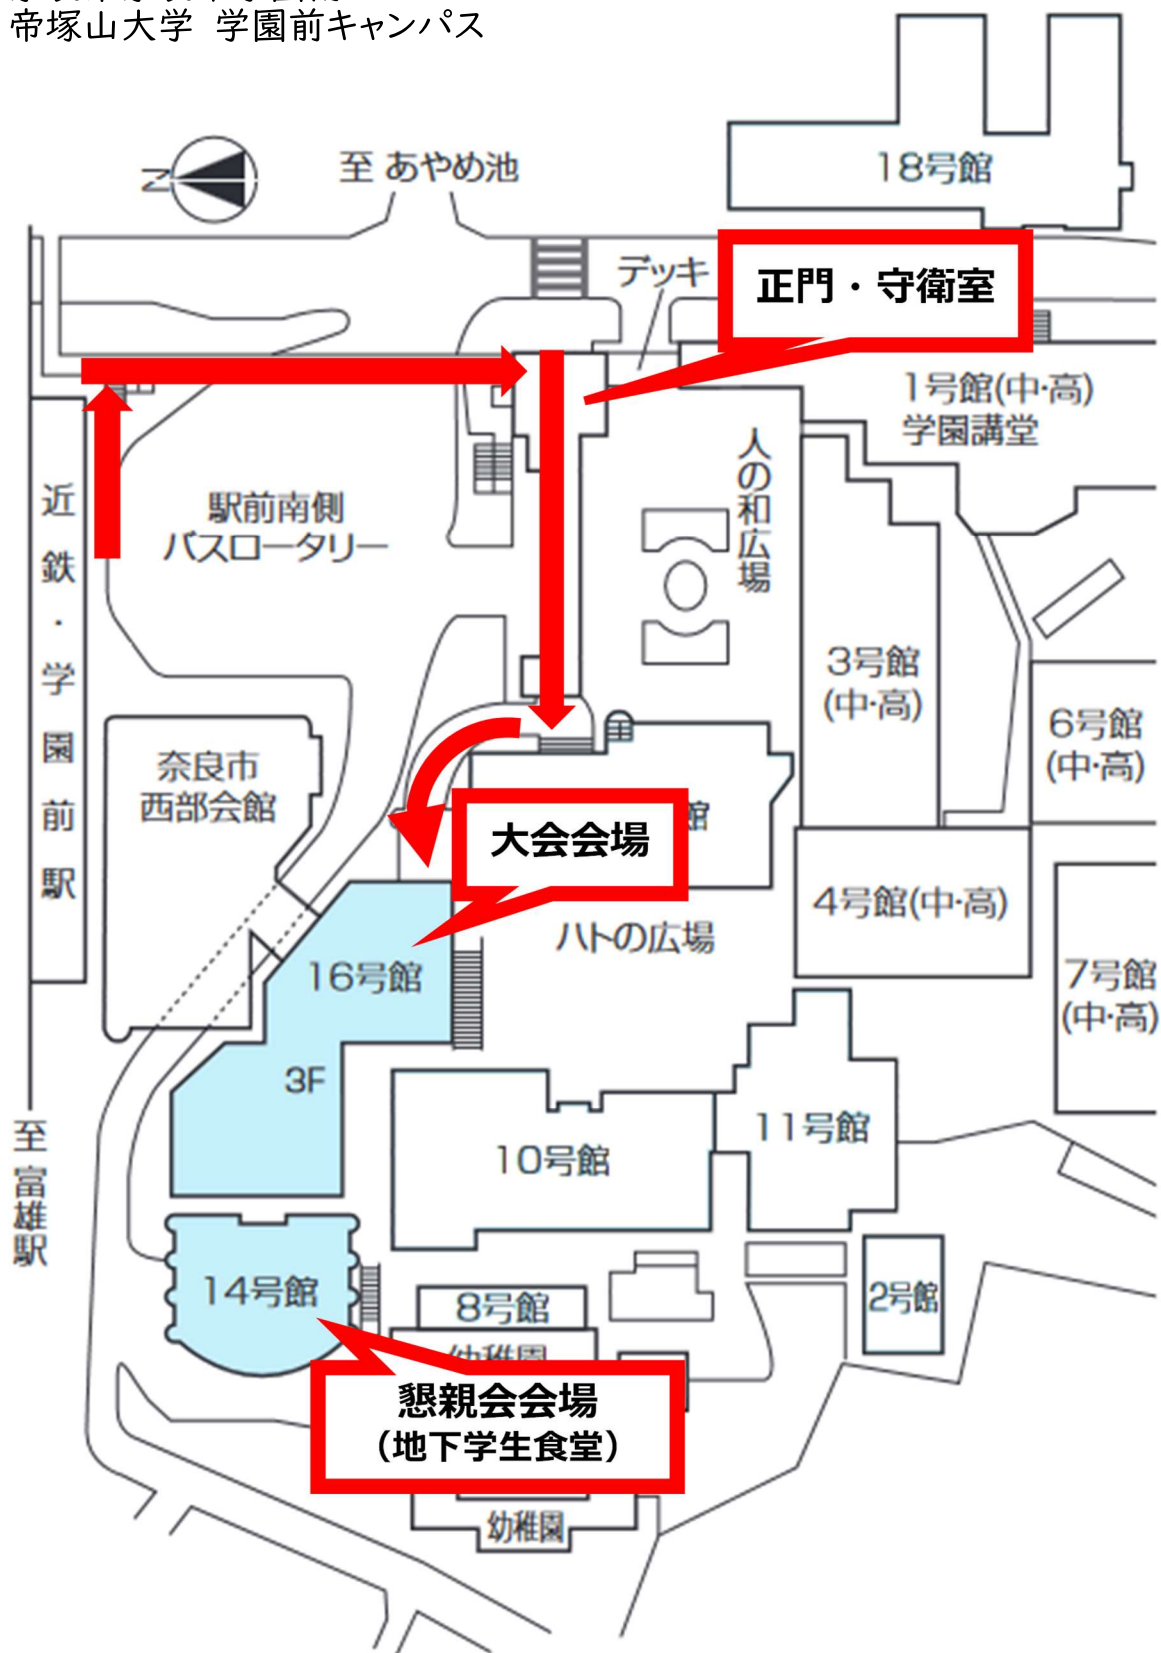 帝塚山大学 学園前キャンパス
18号館
至 あやめ池
N
デッキ
正門・守衛室
1号館(中・高)
学園講堂
人の和広場
駅前南側
バスロータリー
近鉄・学園前駅
3号館
(中・高)
6号館
(中・高)
奈良市
西部会館
大会会場
館
4号館(中・高)
ハトの広場
7号館
(中・高)
16号館
3F
11号館
10号館
至富雄駅
14号館
8号館
2号館
幼稚園
懇親会会場
(地下学生食堂)
幼稚園